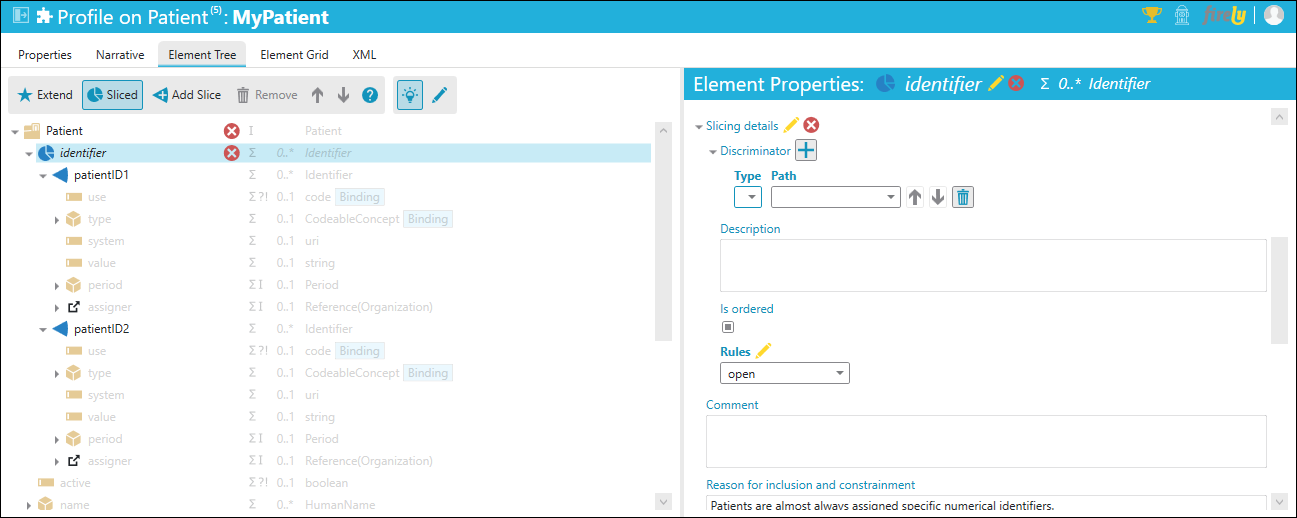 Profile on Patient (5) : MyPatient
firely
Properties Narrative Element Tree Element Grid XML
Extend Sliced Add Slice Remove ?
Patient I Patient
identifier Σ 0..* Identifier
patientID1 Σ 0..* Identifier
use Σ ?! 0..1 code Binding
type Σ 0..1 CodeableConcept Binding
system Σ 0..1 uri
value Σ 0..1 string
period Σ I 0..1 Period
assigner Σ I 0..1 Reference(Organization)
patientID2 Σ 0..* Identifier
use Σ ?! 0..1 code Binding
type Σ 0..1 CodeableConcept Binding
system Σ 0..1 uri
value Σ 0..1 string
period Σ I 0..1 Period
assigner Σ I 0..1 Reference(Organization)
active Σ ?! 0..1 boolean
name Σ 0..* HumanName
Element Properties: identifier Σ 0..* Identifier
Slicing details
Discriminator
Type Path
Description
Is ordered
Rules
open
Comment
Reason for inclusion and constrainment
Patients are almost always assigned specific numerical identifiers.